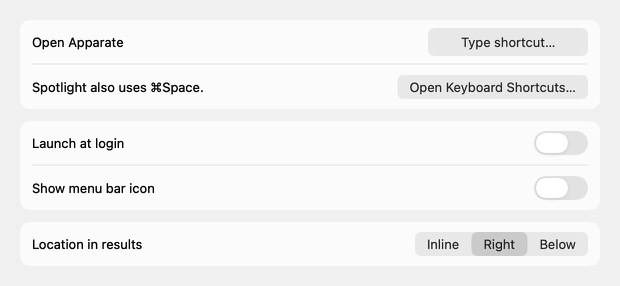 Open Apparate
Type shortcut...
Spotlight also uses ⌘Space.
Open Keyboard Shortcuts...
Launch at login
Show menu bar icon
Location in results
Inline Right Below